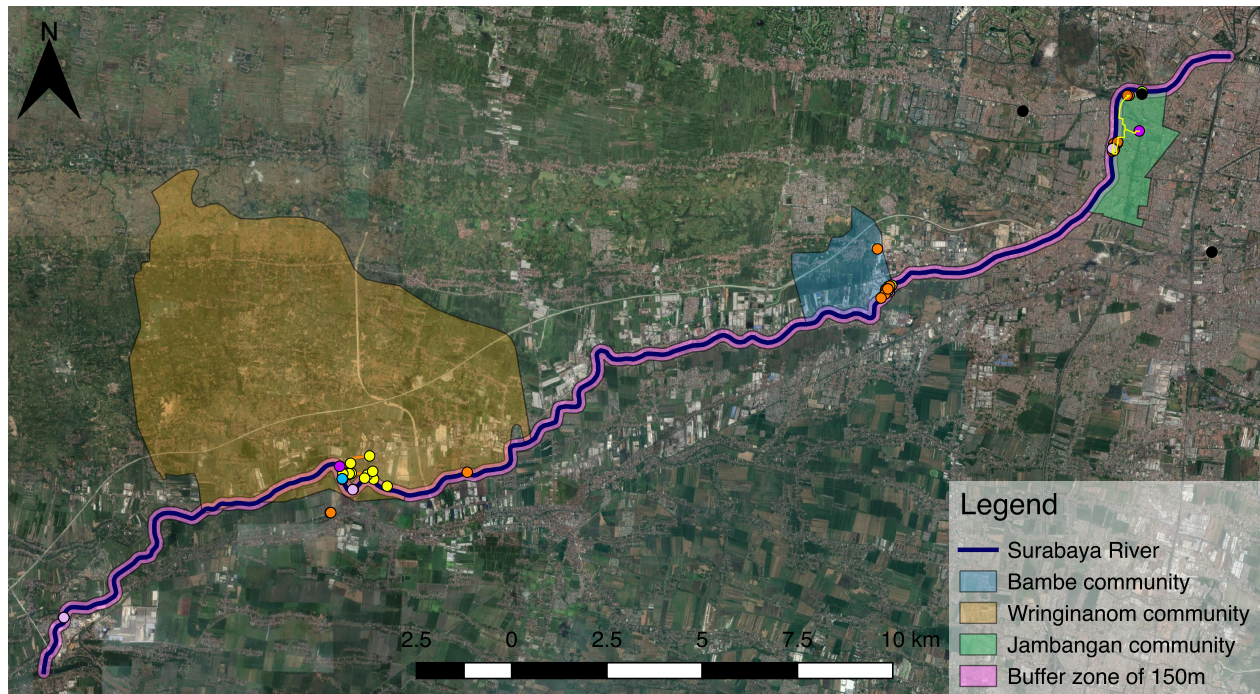 N
Legend
Surabaya River
Bambe community
Wringinanom community
Jambangan community
Buffer zone of 150m
2.5 0 2.5 5 7.5 10 km